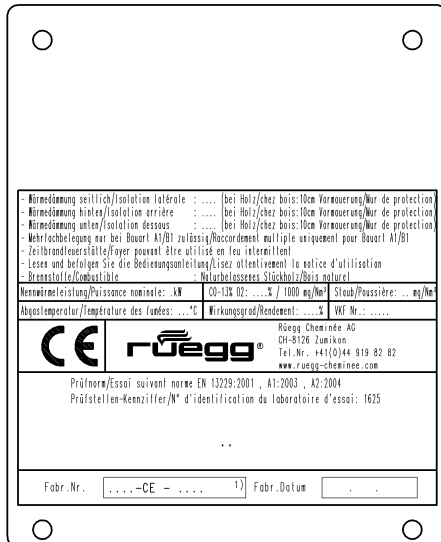 - Wärmedämmung seitlich/Isolation latérale : .... (bei Holz/chez bois:10cm Vormauerung/Mur de protection)
- Wärmedämmung hinten/Isolation arrière : .... (bei Holz/chez bois:10cm Vormauerung/Mur de protection)
- Wärmedämmung unten/Isolation dessous : .... (bei Holz/chez bois:10cm Vormauerung/Mur de protection)
- Mehrfachbelegung nur bei Bauart A1/B1 zulässig/Raccordement multiple uniquement pour Bauart A1/B1
- Zeitbrandfeuerstätte/Foyer pouvant être utilisé en feu intermittent
- Lesen und befolgen Sie die Bedienungsanleitung/Lisez attentivement la notice d'utilisation
- Brennstoffe/Combustible : Naturbelassenes Stückholz/Bois naturel
Nennwärmeleistung/Puissance nominale: .kW CO-13% O2: ....% / 1000 mg/Nm³ Staub/Poussière: .. mg/Nm³
Abgastemperatur/Température des fumées: ...°C Wirkungsgrad/Rendement: ....% VKF Nr.: .....
CE rüegg®
Rüegg Cheminée AG
CH-8126 Zumikon
Tel.Nr. +41(0)44 919 82 82
www.ruegg-cheminee.com
Prüfnorm/Essai suivant norme EN 13229:2001 , A1:2003 , A2:2004
Prüfstellen-Kennziffer/N° d'identification du laboratoire d'essai: 1625
..
Fabr.Nr. ....-CE - .... 1) Fabr.Datum . .